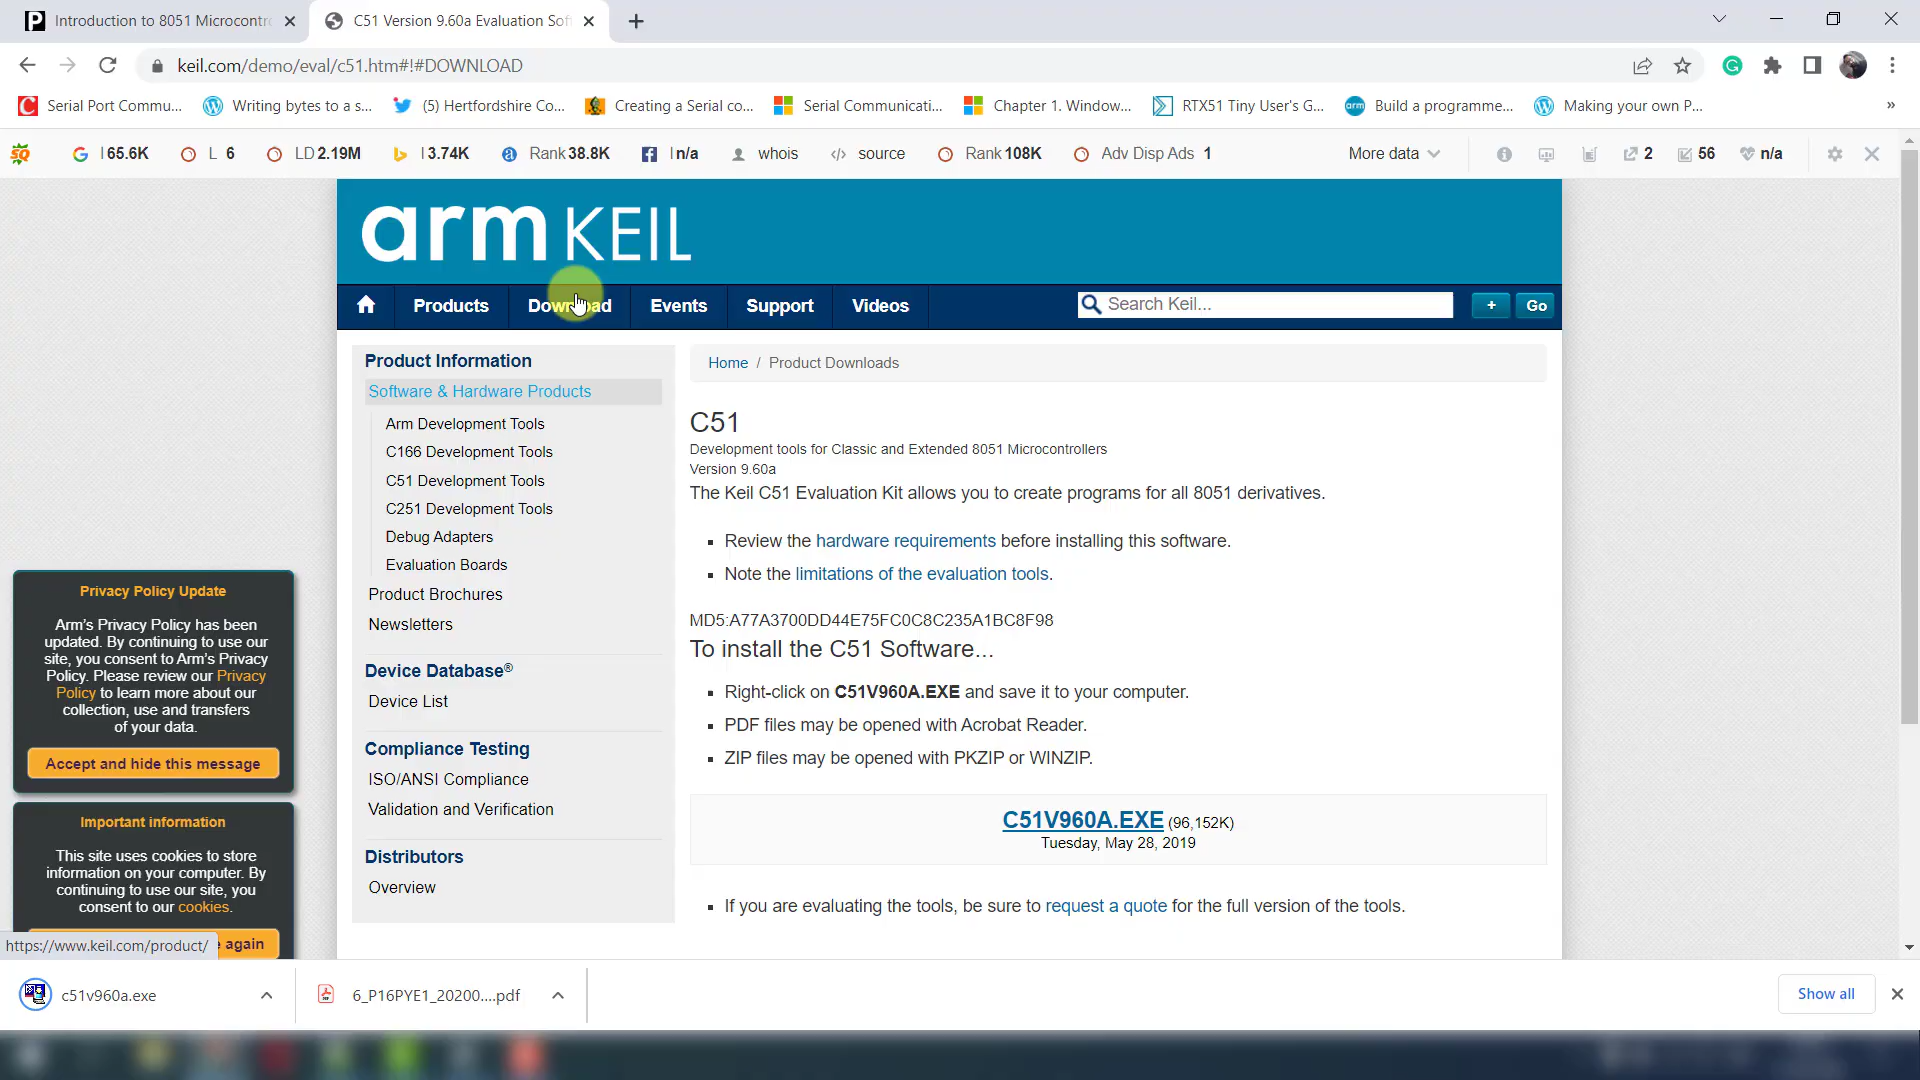 Introduction to 8051 Microcontr
C51 Version 9.60a Evaluation Sof
keil.com/demo/eval/c51.htm#!#DOWNLOAD
Serial Port Commu... Writing bytes to a s... (5) Hertfordshire Co... Creating a Serial co... Serial Communicati... Chapter 1. Window... RTX51 Tiny User's G... arm Build a programme... Making your own P... »
SQ G I 65.6K L 6 LD 2.19M I 3.74K Rank 38.8K I n/a whois source Rank 108K Adv Disp Ads 1 More data 2 56 n/a
arm KEIL
Products Download Events Support Videos Search Keil... + Go
Product Information
Software & Hardware Products
Arm Development Tools
C166 Development Tools
C51 Development Tools
C251 Development Tools
Debug Adapters
Evaluation Boards
Product Brochures
Newsletters
Device Database®
Device List
Compliance Testing
ISO/ANSI Compliance
Validation and Verification
Distributors
Overview
Home / Product Downloads
C51
Development tools for Classic and Extended 8051 Microcontrollers
Version 9.60a
The Keil C51 Evaluation Kit allows you to create programs for all 8051 derivatives.
Review the hardware requirements before installing this software.
Note the limitations of the evaluation tools.
MD5:A77A3700DD44E75FC0C8C235A1BC8F98
To install the C51 Software...
Right-click on C51V960A.EXE and save it to your computer.
PDF files may be opened with Acrobat Reader.
ZIP files may be opened with PKZIP or WINZIP.
C51V960A.EXE (96,152K)
Tuesday, May 28, 2019
If you are evaluating the tools, be sure to request a quote for the full version of the tools.
Privacy Policy Update
Arm's Privacy Policy has been
updated. By continuing to use our
site, you consent to Arm's Privacy
Policy. Please review our Privacy
Policy to learn more about our
collection, use and transfers
of your data.
Accept and hide this message
Important information
This site uses cookies to store
information on your computer. By
continuing to use our site, you
consent to our cookies.
again
https://www.keil.com/product/
c51v960a.exe
6_P16PYE1_20200....pdf
Show all